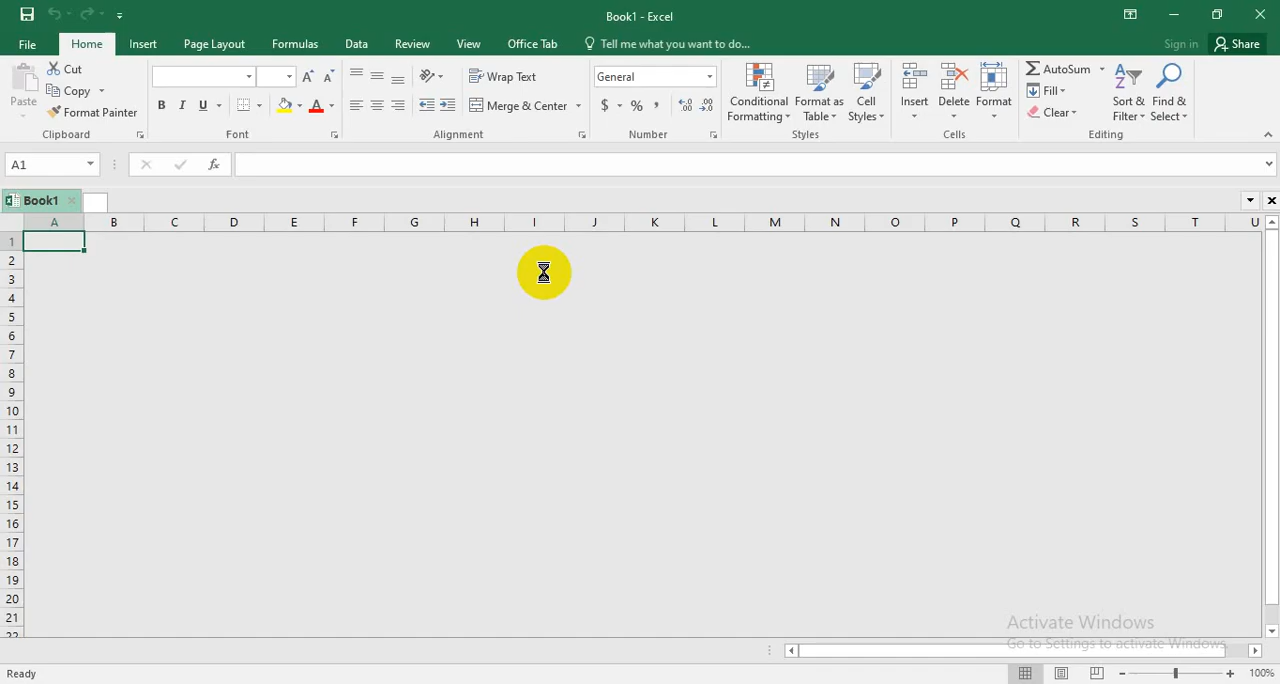 Book1 - Excel
File Home Insert Page Layout Formulas Data Review View Office Tab Tell me what you want to do... Sign in Share
Paste Cut Copy Format Painter
Clipboard
B I U
Font
Wrap Text
Merge & Center
Alignment
General
$ % ,
Number
Conditional Formatting
Format as Table
Cell Styles
Styles
Insert Delete Format
Cells
AutoSum
Fill
Clear
Sort & Filter
Find & Select
Editing
A1 fx
Book1
A B C D E F G H I J K L M N O P Q R S T U
1
2
3
4
5
6
7
8
9
10
11
12
13
14
15
16
17
18
19
20
21
22
Activate Windows
Go to Settings to activate Windows.
Ready 100%